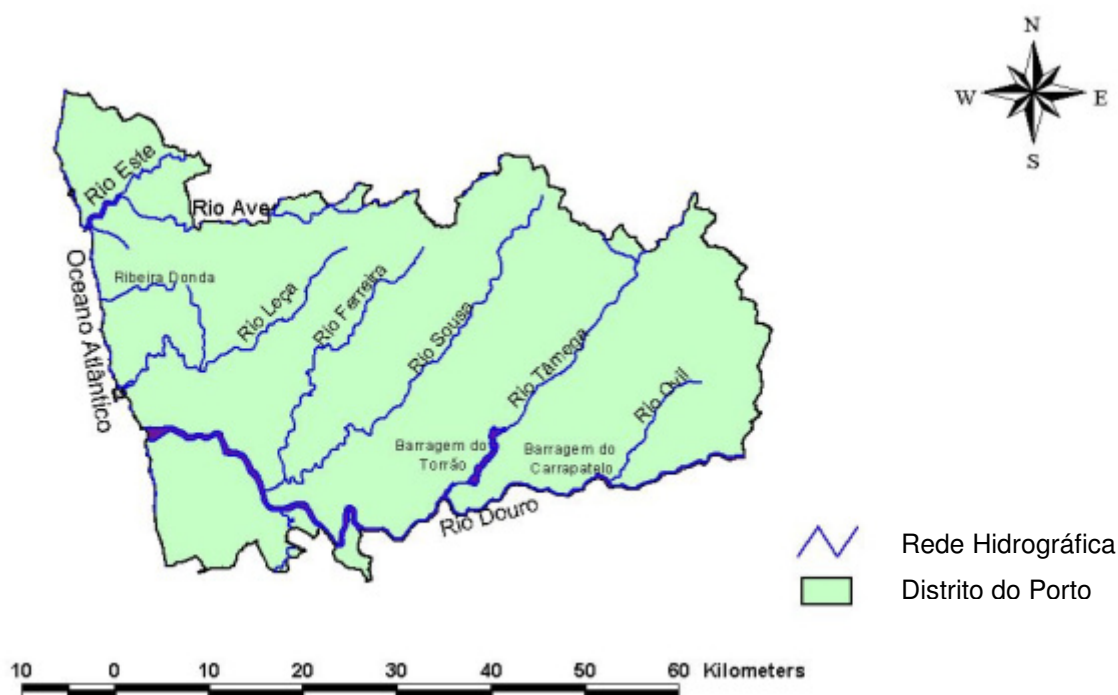 N
W
E
S
Rio Este
Rio Ave
Oceano Atlântico
Ribeira Donda
Rio Leça
Rio Ferreira
Rio Sousa
Rio Tâmega
Rio Ovil
Barragem do
Torrão
Barragem do
Carrapatelo
Rio Douro
Rede Hidrográfica
Distrito do Porto
10 0 10 20 30 40 50 60 Kilometers